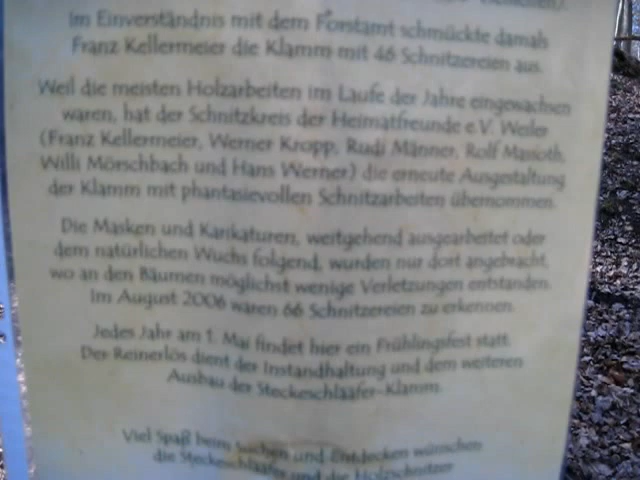 Im Einverständnis mit dem Forstamt schmückte damals
Franz Kellermeier die Klamm mit 46 Schnitzereien aus.
Weil die meisten Holzarbeiten im Laufe der Jahre eingewachsen
waren, hat der Schnitzkreis der Heimatfreunde e.V. Weiler
(Franz Kellermeier, Werner Kropp, Rudi Männer, Rolf
Willi Mörschbach und Hans Werner) die erneute Ausgestaltung
der Klamm mit phantasievollen Schnitzarbeiten übernommen.
Die Masken und Karikaturen, weitgehend ausgearbeitet oder
dem natürlichen Wuchs folgend, wurden nur dort angebracht,
wo an den Bäumen möglichst wenige Verletzungen entstanden.
Im August 2006 waren 66 Schnitzereien zu erkennen.
Jedes Jahr am 1. Mai findet hier ein Frühlingsfest statt.
Der Reinerlös dient der Instandhaltung und dem weiteren
Ausbau der Steckeschlääfer-Klamm.
Viel Spaß beim Suchen und Entdecken wünschen
die Steckeschlääfer und die Holzschnitzer